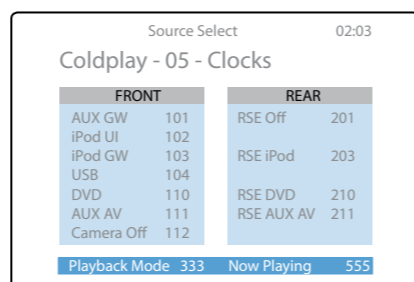 Source Select 02:03
Coldplay - 05 - Clocks
FRONT REAR
AUX GW 101 RSE Off 201
iPod UI 102
iPod GW 103 RSE iPod 203
USB 104
DVD 110 RSE DVD 210
AUX AV 111 RSE AUX AV 211
Camera Off 112
Playback Mode 333 Now Playing 555